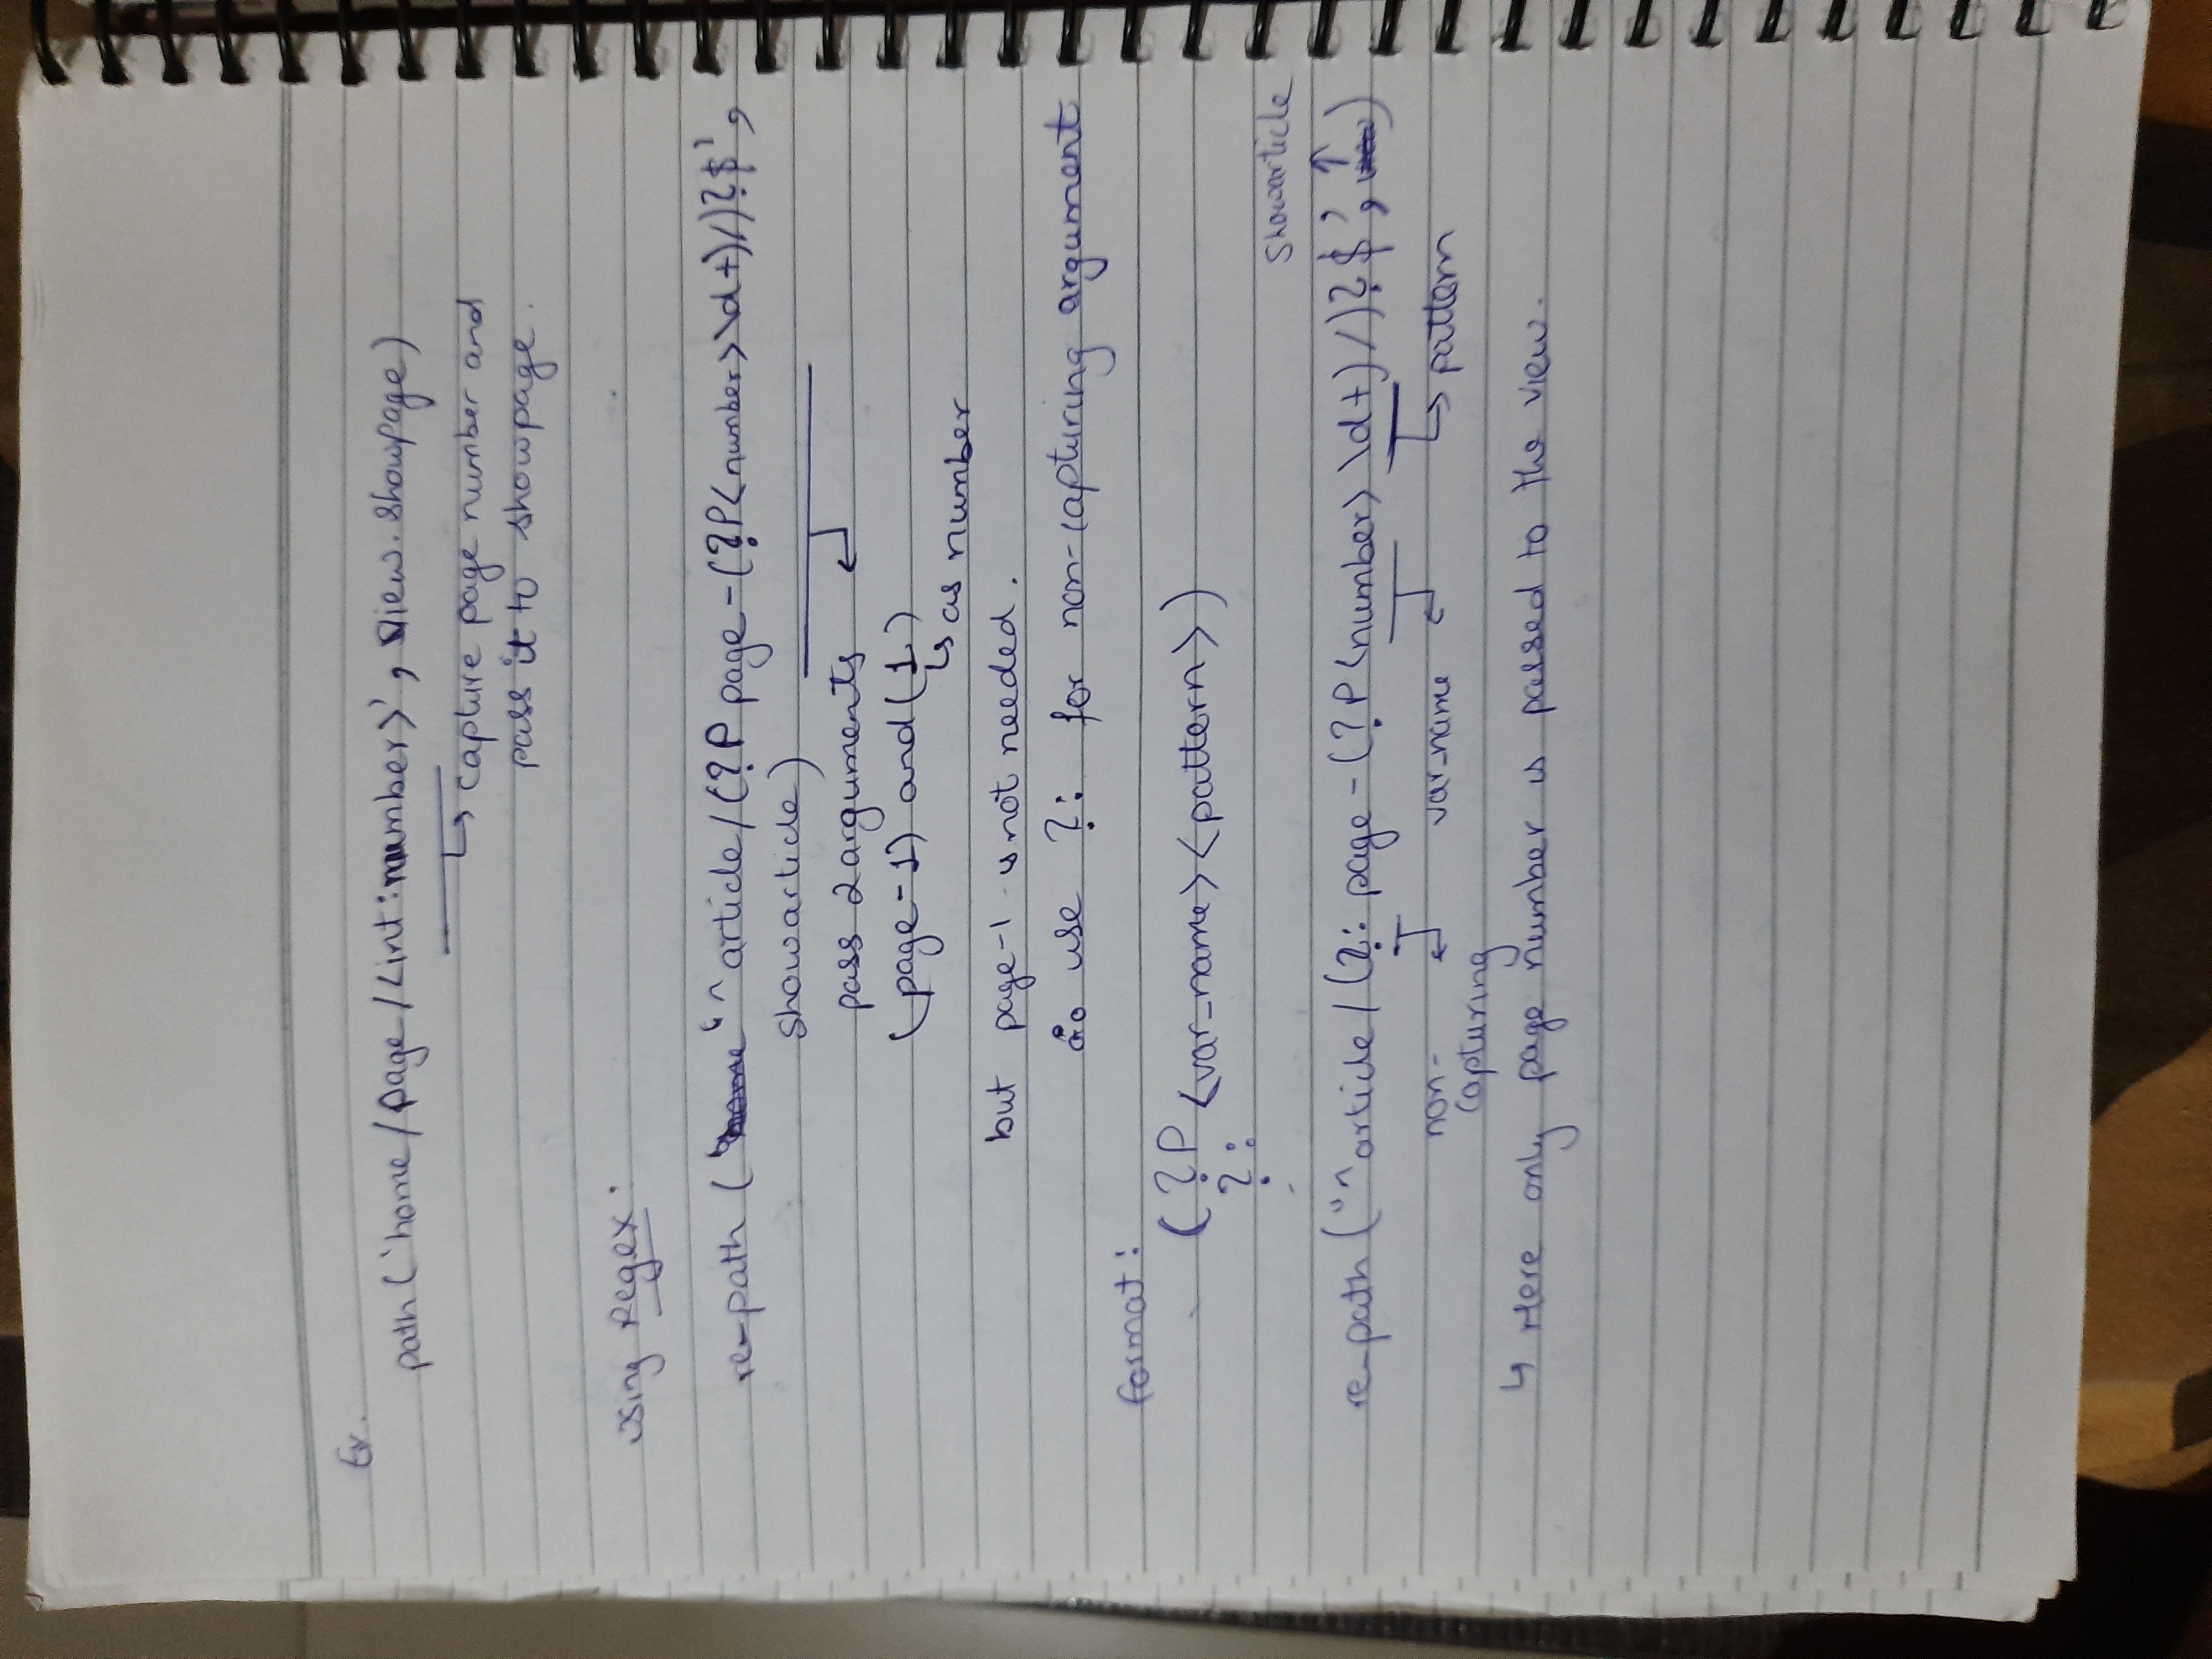 Ex.
path ('home/page/<int:number>', view.showpage)
↳ capture page number and
pass it to showpage.
using Regex:
re_path ( '^article/(?P page-(?P<number>\d+)/)?$',
showarticle)
pass 2 arguments ↵
(page-1) and (1)
↳ as number
but page-1 is not needed.
so use ?: for non-capturing argument
format:
(?P <var_name><pattern>)
?:
showarticle
re_path ("^article/(?: page-(?P<number> \d+)/)?$', )
non- ↵ var_name ↵ ↳ pattern
capturing
↳ Here only page number is passed to the view.